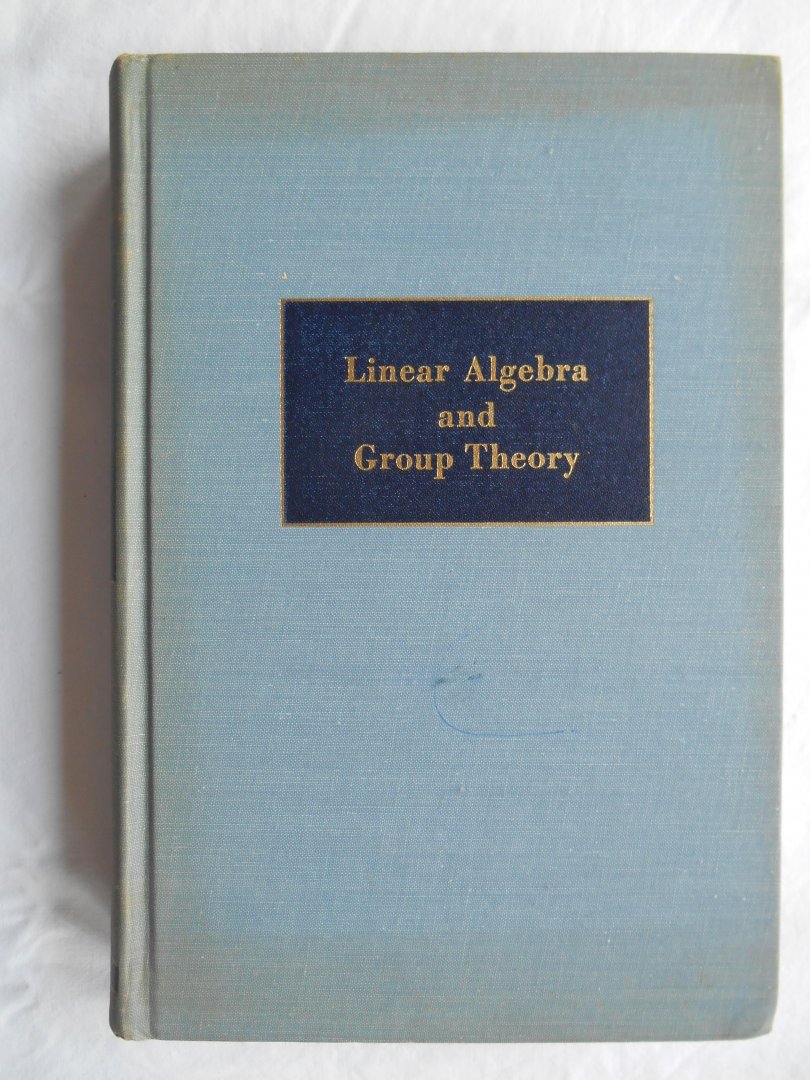 Linear Algebra
and
Group Theory